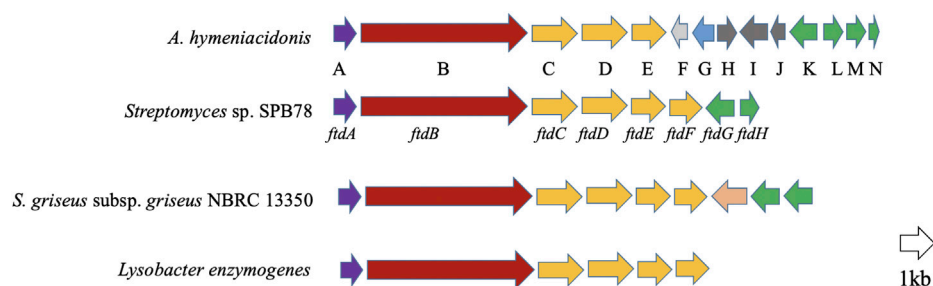 A. hymeniacidonis
A B C D E F G H I J K L M N
Streptomyces sp. SPB78
ftdA ftdB ftdC ftdD ftdE ftdF ftdG ftdH
S. griseus subsp. griseus NBRC 13350
Lysobacter enzymogenes
1kb